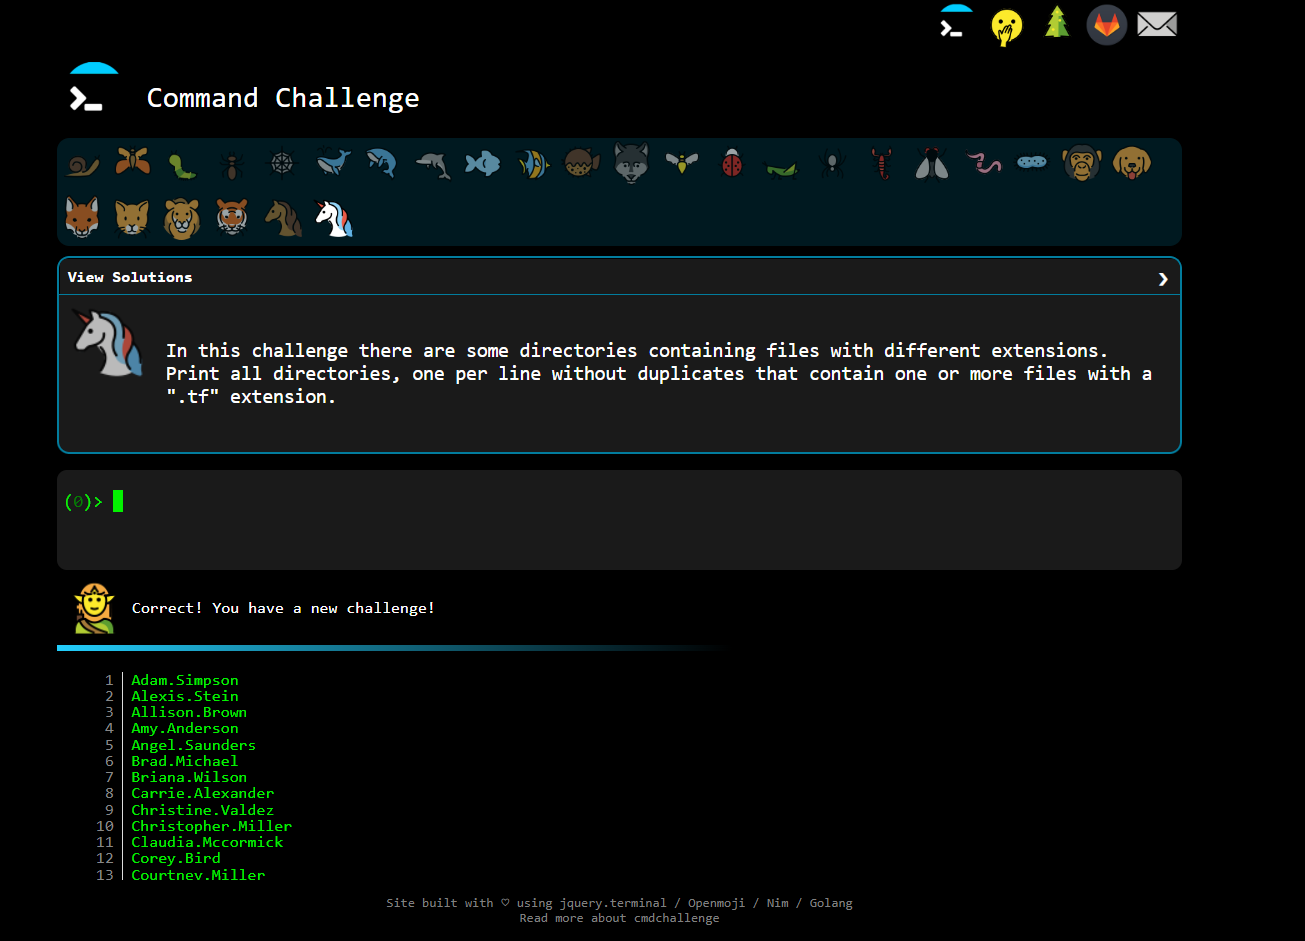 Command Challenge
View Solutions
In this challenge there are some directories containing files with different extensions.
Print all directories, one per line without duplicates that contain one or more files with a
".tf" extension.
(0)>
Correct! You have a new challenge!
1 Adam.Simpson
2 Alexis.Stein
3 Allison.Brown
4 Amy.Anderson
5 Angel.Saunders
6 Brad.Michael
7 Briana.Wilson
8 Carrie.Alexander
9 Christine.Valdez
10 Christopher.Miller
11 Claudia.Mccormick
12 Corey.Bird
13 Courtney.Miller
Site built with ♡ using jquery.terminal / Openmoji / Nim / Golang
Read more about cmdchallenge